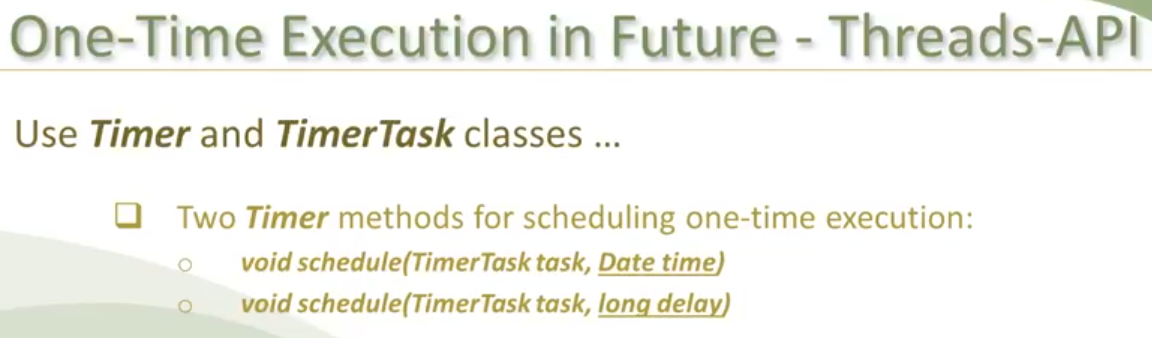 One-Time Execution in Future - Threads-API
Use Timer and TimerTask classes ...
Two Timer methods for scheduling one-time execution:
void schedule(TimerTask task, Date time)
void schedule(TimerTask task, long delay)